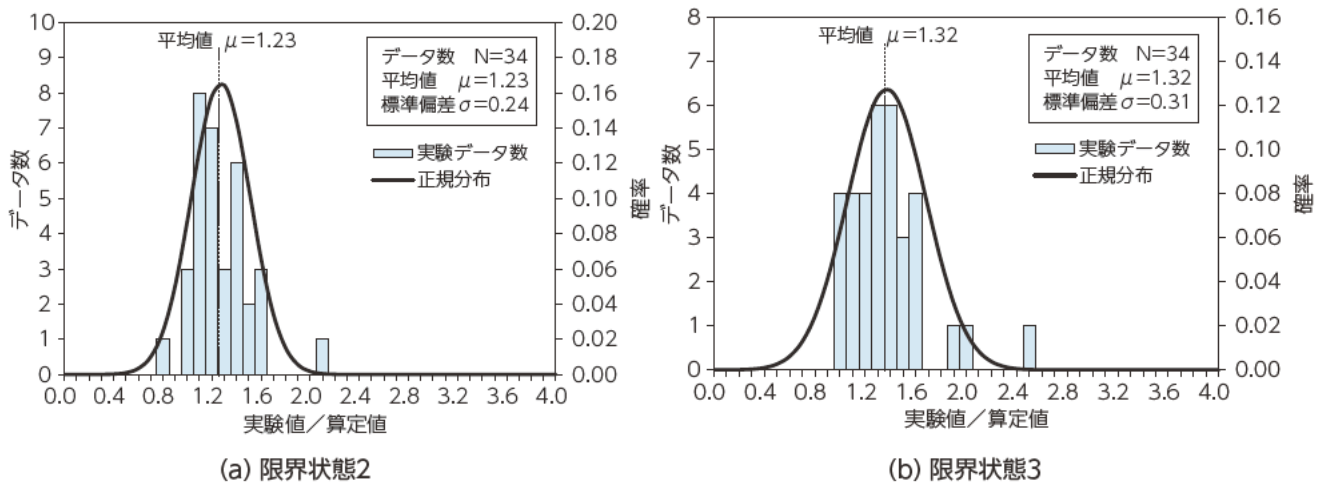 平均値 μ=1.23
データ数 N=34
平均値 μ=1.23
標準偏差σ=0.24
実験データ数
正規分布
データ数
10
9
8
7
6
5
4
3
2
1
0
確率
0.20
0.18
0.16
0.14
0.12
0.10
0.08
0.06
0.04
0.02
0.00
0.0 0.4 0.8 1.2 1.6 2.0 2.4 2.8 3.2 3.6 4.0
実験値/算定値
(a) 限界状態2
平均値 μ=1.32
データ数 N=34
平均値 μ=1.32
標準偏差σ=0.31
実験データ数
正規分布
データ数
8
7
6
5
4
3
2
1
0
確率
0.16
0.14
0.12
0.10
0.08
0.06
0.04
0.02
0.00
0.0 0.4 0.8 1.2 1.6 2.0 2.4 2.8 3.2 3.6 4.0
実験値/算定値
(b) 限界状態3